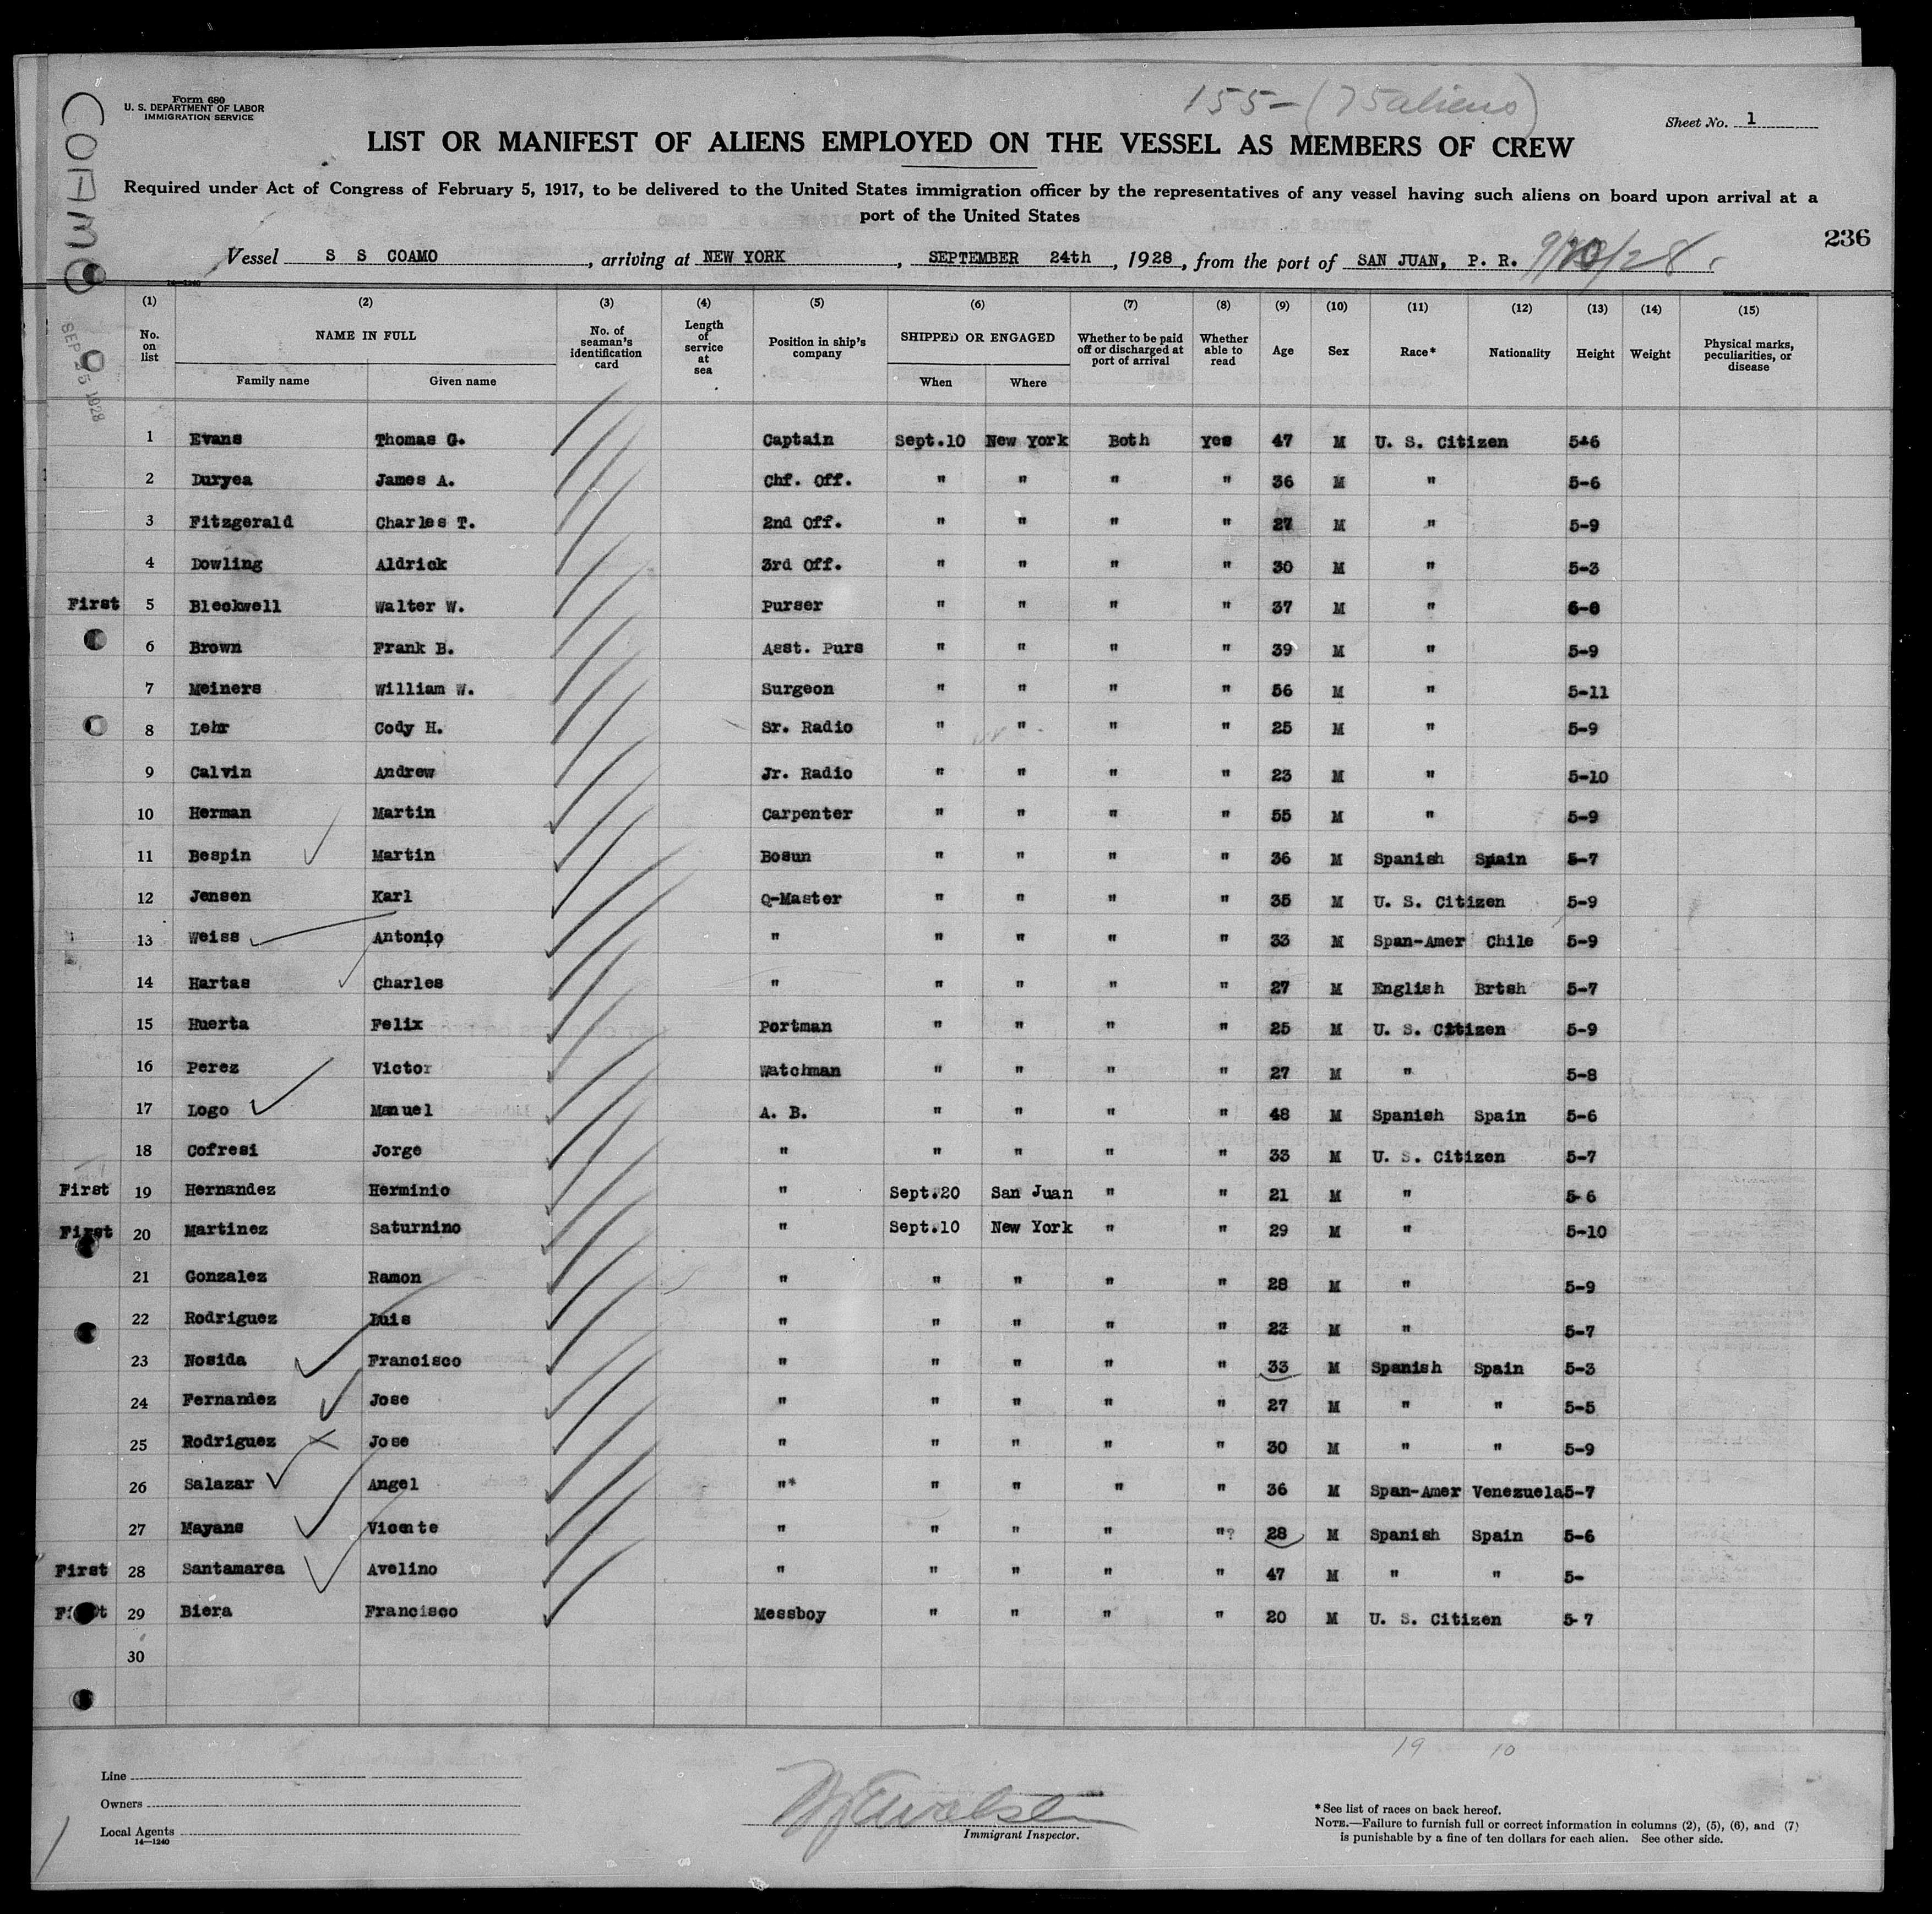 COAMO
SEP 25 1928
Form 680
U. S. DEPARTMENT OF LABOR
IMMIGRATION SERVICE
155-(75 aliens)
Sheet No. 1
LIST OR MANIFEST OF ALIENS EMPLOYED ON THE VESSEL AS MEMBERS OF CREW
Required under Act of Congress of February 5, 1917, to be delivered to the United States immigration officer by the representatives of any vessel having such aliens on board upon arrival at a
port of the United States
236
Vessel S S COAMO, arriving at NEW YORK, SEPTEMBER 24th, 1928, from the port of SAN JUAN, P. R. 9/20/28
14—1240
(1) (2) (3) (4) (5) (6) (7) (8) (9) (10) (11) (12) (13) (14) (15)
No. on list NAME IN FULL Family name Given name No. of seaman's identification card Length of service at sea Position in ship's company SHIPPED OR ENGAGED When Where Whether to be paid off or discharged at port of arrival Whether able to read Age Sex Race* Nationality Height Weight Physical marks, peculiarities, or disease
1 Evans Thomas G. Captain Sept.10 New York Both Yes 47 M U. S. Citizen 5-6
2 Duryea James A. Chf. Off. " " " " 36 M " 5-6
3 Fitzgerald Charles T. 2nd Off. " " " " 27 M " 5-9
4 Dowling Aldrick 3rd Off. " " " " 30 M " 5-3
First 5 Bleckwell Walter W. Purser " " " " 37 M " 6-0
6 Brown Frank B. Asst. Purs " " " " 39 M " 5-9
7 Meiners William W. Surgeon " " " " 56 M " 5-11
8 Lehr Cody H. Sr. Radio " " " " 25 M " 5-9
9 Calvin Andrew Jr. Radio " " " " 23 M " 5-10
10 Herman Martin Carpenter " " " " 55 M " 5-9
11 Bespin Martin Bosun " " " " 36 M Spanish Spain 5-7
12 Jensen Karl Q-Master " " " " 35 M U. S. Citizen 5-9
13 Weiss Antonio " " " " " 33 M Span-Amer Chile 5-9
14 Hartas Charles " " " " " 27 M English Brtsh 5-7
15 Huerta Felix Portman " " " " 25 M U. S. Citizen 5-9
16 Perez Victor Watchman " " " " 27 M " 5-8
17 Logo Manuel A. B. " " " " 48 M Spanish Spain 5-6
18 Cofresi Jorge " " " " " 33 M U. S. Citizen 5-7
First 19 Hernandez Herminio " Sept.20 San Juan " " 21 M " 5-6
First 20 Martinez Saturnino " Sept.10 New York " " 29 M " 5-10
21 Gonzalez Ramon " " " " " 28 M " 5-9
22 Rodriguez Luis " " " " " 23 M " 5-7
23 Nosida Francisco " " " " " 33 M Spanish Spain 5-3
24 Fernandez Jose " " " " " 27 M " " 5-5
25 Rodriguez Jose " " " " " 30 M " " 5-9
26 Salazar Angel "* " " " " 36 M Span-Amer Venezuela 5-7
27 Mayans Vicente " " " " "? 28 M Spanish Spain 5-6
First 28 Santamarea Avelino " " " " " 47 M " " 5-
First 29 Biera Francisco Messboy " " " " 20 M U. S. Citizen 5-7
30
19 10
Line
Owners
Local Agents
14—1240
Immigrant Inspector.
* See list of races on back hereof.
NOTE.—Failure to furnish full or correct information in columns (2), (5), (6), and (7)
is punishable by a fine of ten dollars for each alien. See other side.